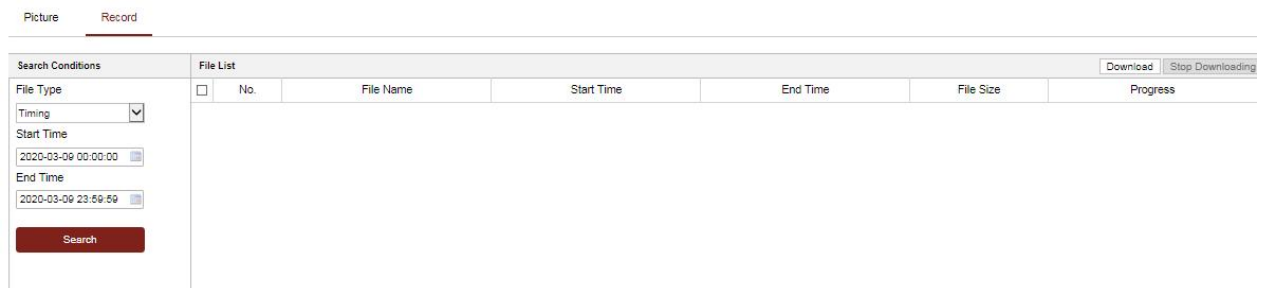 Picture Record
Search Conditions
File Type
Timing
Start Time
2020-03-09 00:00:00
End Time
2020-03-09 23:59:59
Search
File List Download Stop Downloading
No. File Name Start Time End Time File Size Progress